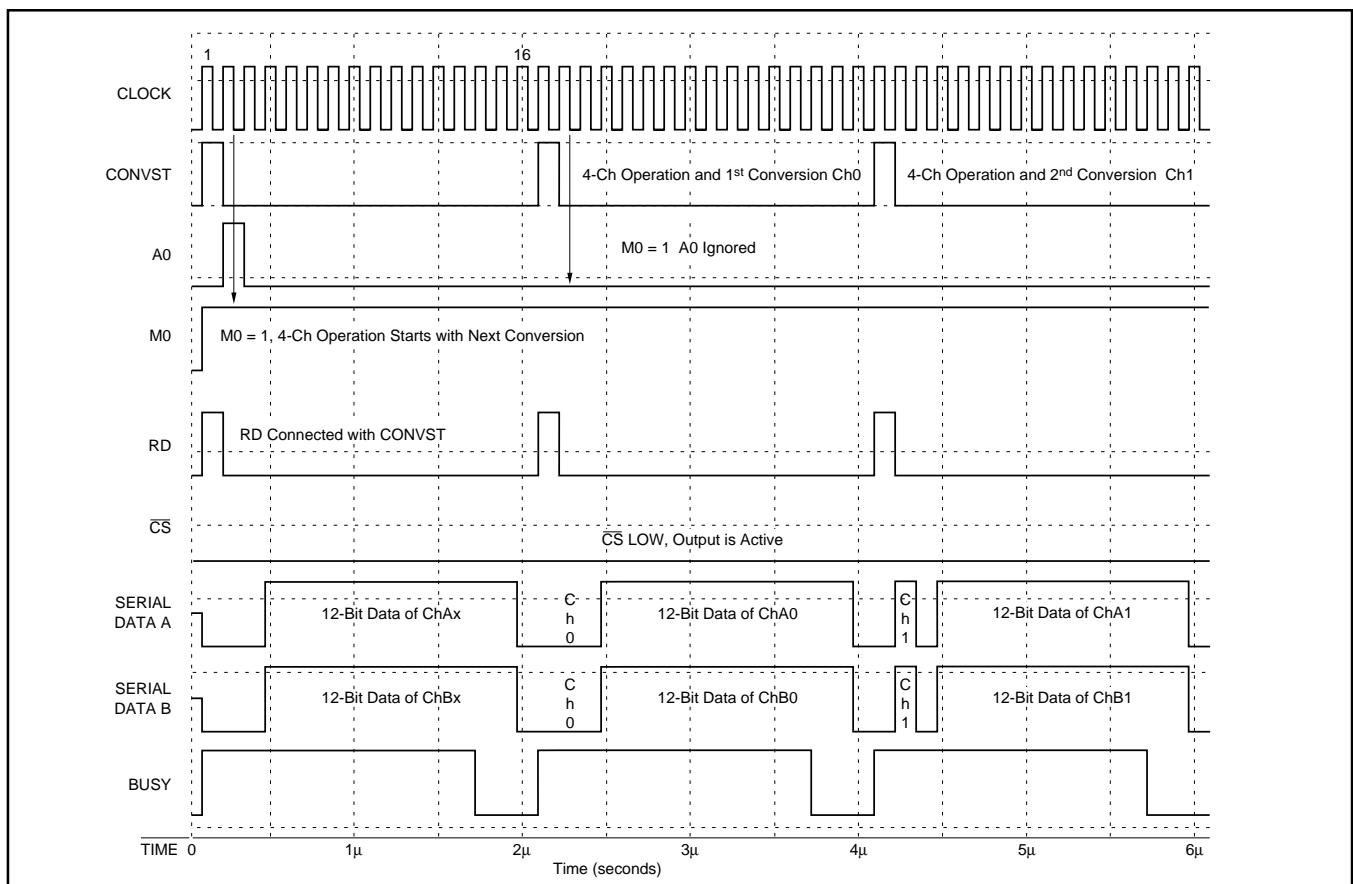 1 16
CLOCK
CONVST
4-Ch Operation and 1st Conversion Ch0
4-Ch Operation and 2nd Conversion Ch1
A0
M0 = 1 A0 Ignored
M0
M0 = 1, 4-Ch Operation Starts with Next Conversion
RD
RD Connected with CONVST
CS
CS LOW, Output is Active
SERIAL
DATA A
12-Bit Data of ChAx
Ch0
12-Bit Data of ChA0
Ch1
12-Bit Data of ChA1
SERIAL
DATA B
12-Bit Data of ChBx
Ch0
12-Bit Data of ChB0
Ch1
12-Bit Data of ChB1
BUSY
TIME 0 1μ 2μ 3μ 4μ 5μ 6μ
Time (seconds)